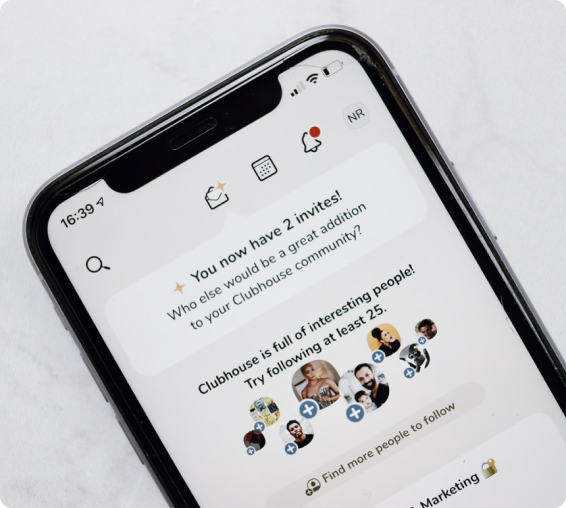 16:39
NR
You now have 2 invites!
Who else would be a great addition
to your Clubhouse community?
Clubhouse is full of interesting people!
Try following at least 25.
Find more people to follow
Marketing